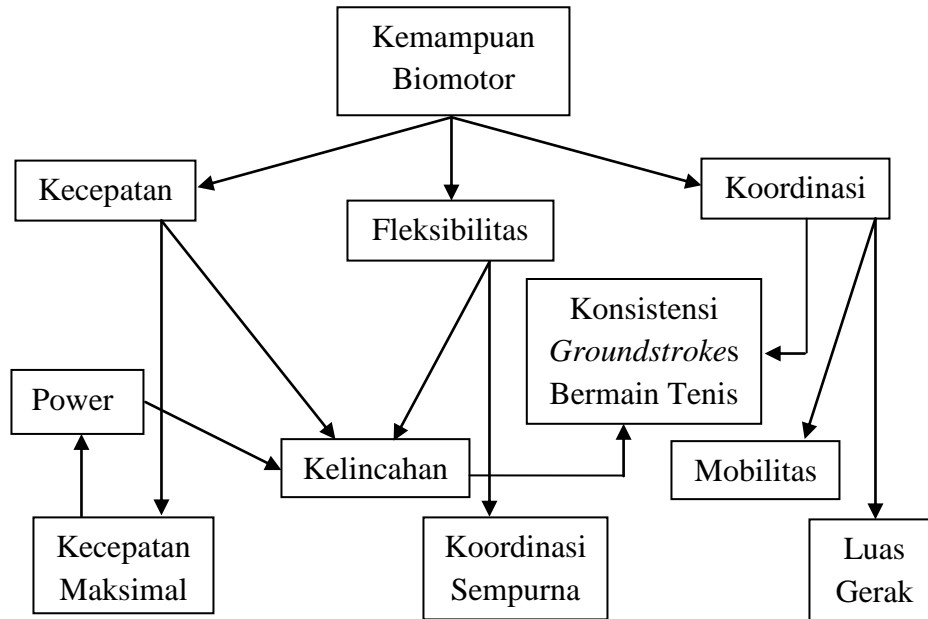 Kemampuan
Biomotor
Kecepatan
Fleksibilitas
Koordinasi
Konsistensi
Groundstrokes
Bermain Tenis
Power
Kelincahan
Mobilitas
Kecepatan
Maksimal
Koordinasi
Sempurna
Luas
Gerak